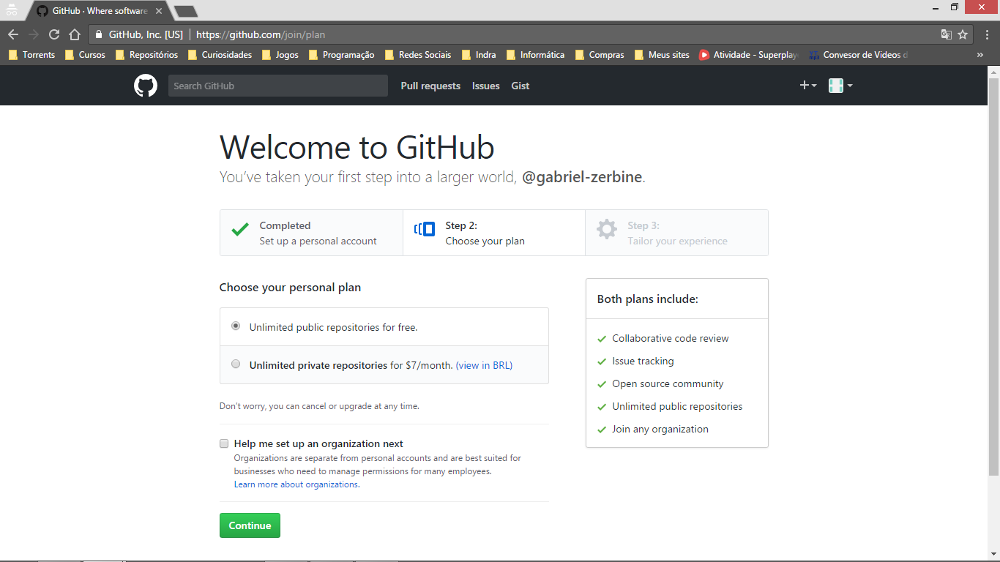 GitHub · Where software
GitHub, Inc. [US] https://github.com/join/plan
Torrents Cursos Repositórios Curiosidades Jogos Programação Redes Sociais Indra Informática Compras Meus sites Atividade - Superplay Convesor de Videos d »
Search GitHub Pull requests Issues Gist
Welcome to GitHub
You’ve taken your first step into a larger world, @gabriel-zerbine.
Completed
Set up a personal account
Step 2:
Choose your plan
Step 3:
Tailor your experience
Choose your personal plan
Unlimited public repositories for free.
Unlimited private repositories for $7/month. (view in BRL)
Don’t worry, you can cancel or upgrade at any time.
Help me set up an organization next
Organizations are separate from personal accounts and are best suited for
businesses who need to manage permissions for many employees.
Learn more about organizations.
Continue
Both plans include:
Collaborative code review
Issue tracking
Open source community
Unlimited public repositories
Join any organization